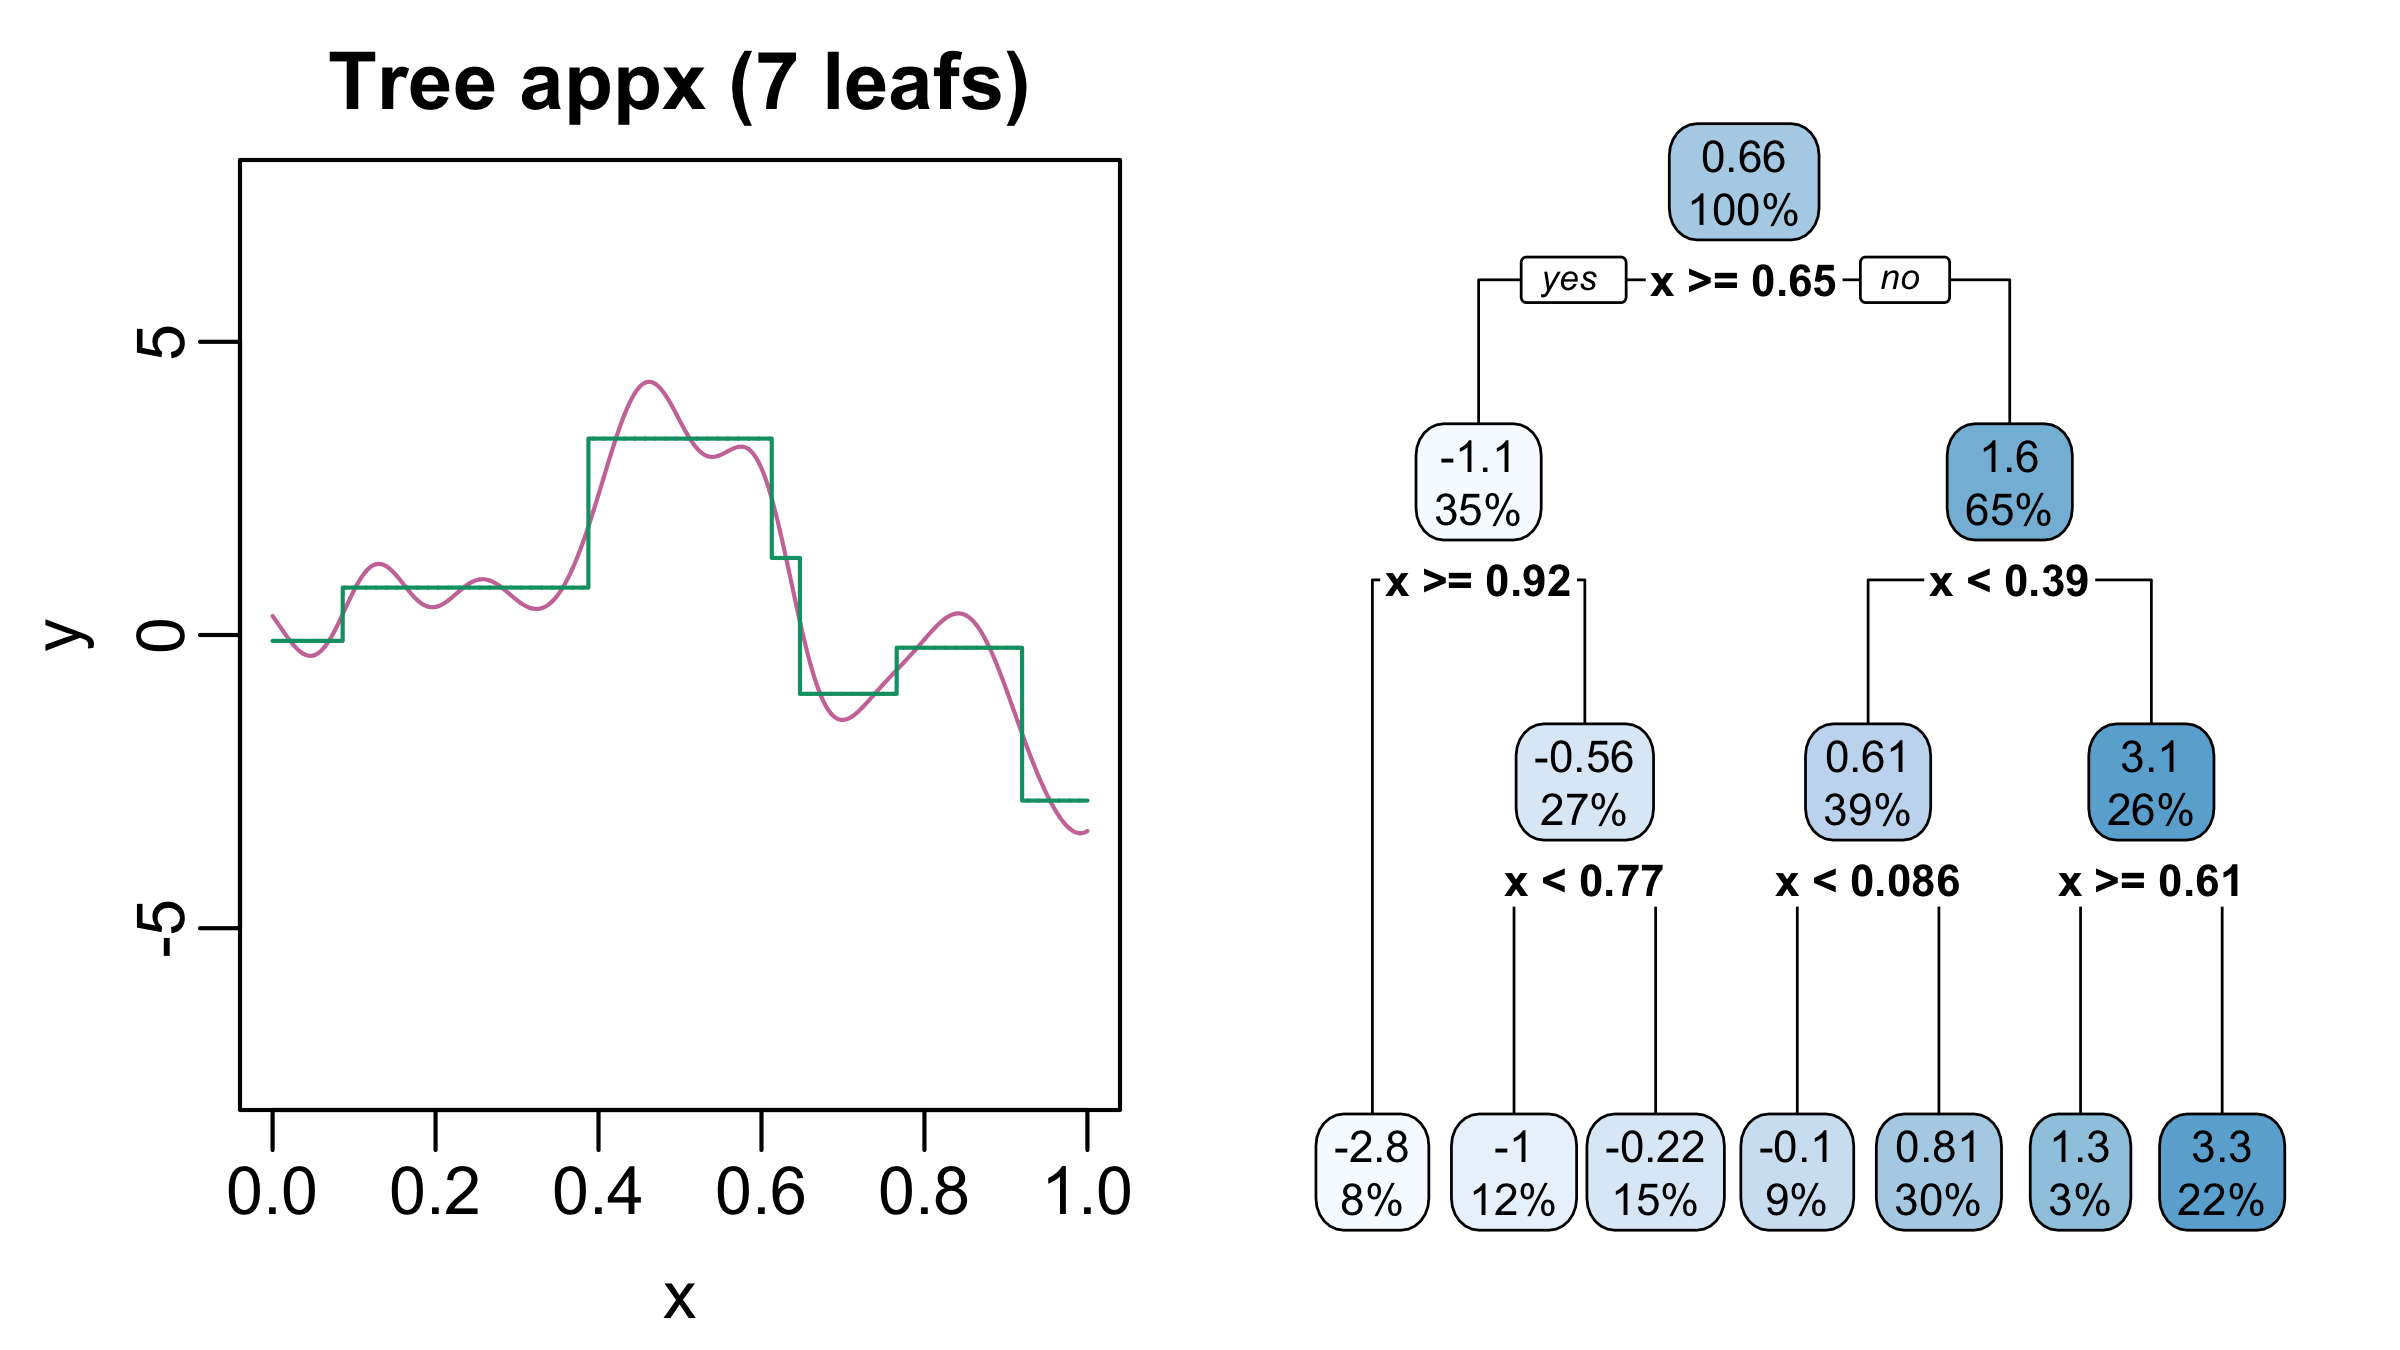 Tree appx (7 leafs)
y
5
0
-5
0.0 0.2 0.4 0.6 0.8 1.0
x
0.66
100%
yes x >= 0.65 no
-1.1 1.6
35% 65%
x >= 0.92 x < 0.39
-0.56 0.61 3.1
27% 39% 26%
x < 0.77 x < 0.086 x >= 0.61
-2.8 -1 -0.22 -0.1 0.81 1.3 3.3
8% 12% 15% 9% 30% 3% 22%